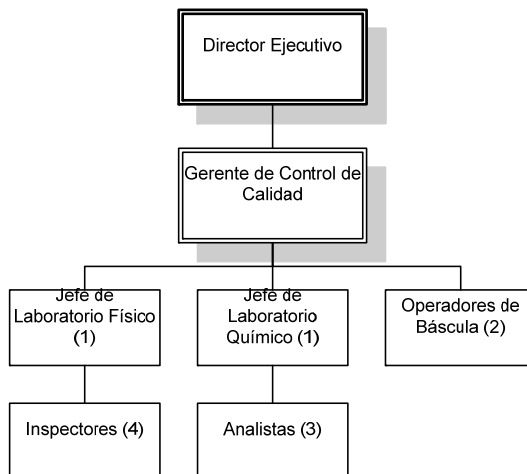 Director Ejecutivo
Gerente de Control de
Calidad
Jefe de
Laboratorio Físico
(1)
Jefe de
Laboratorio
Químico (1)
Operadores de
Báscula (2)
Inspectores (4)
Analistas (3)